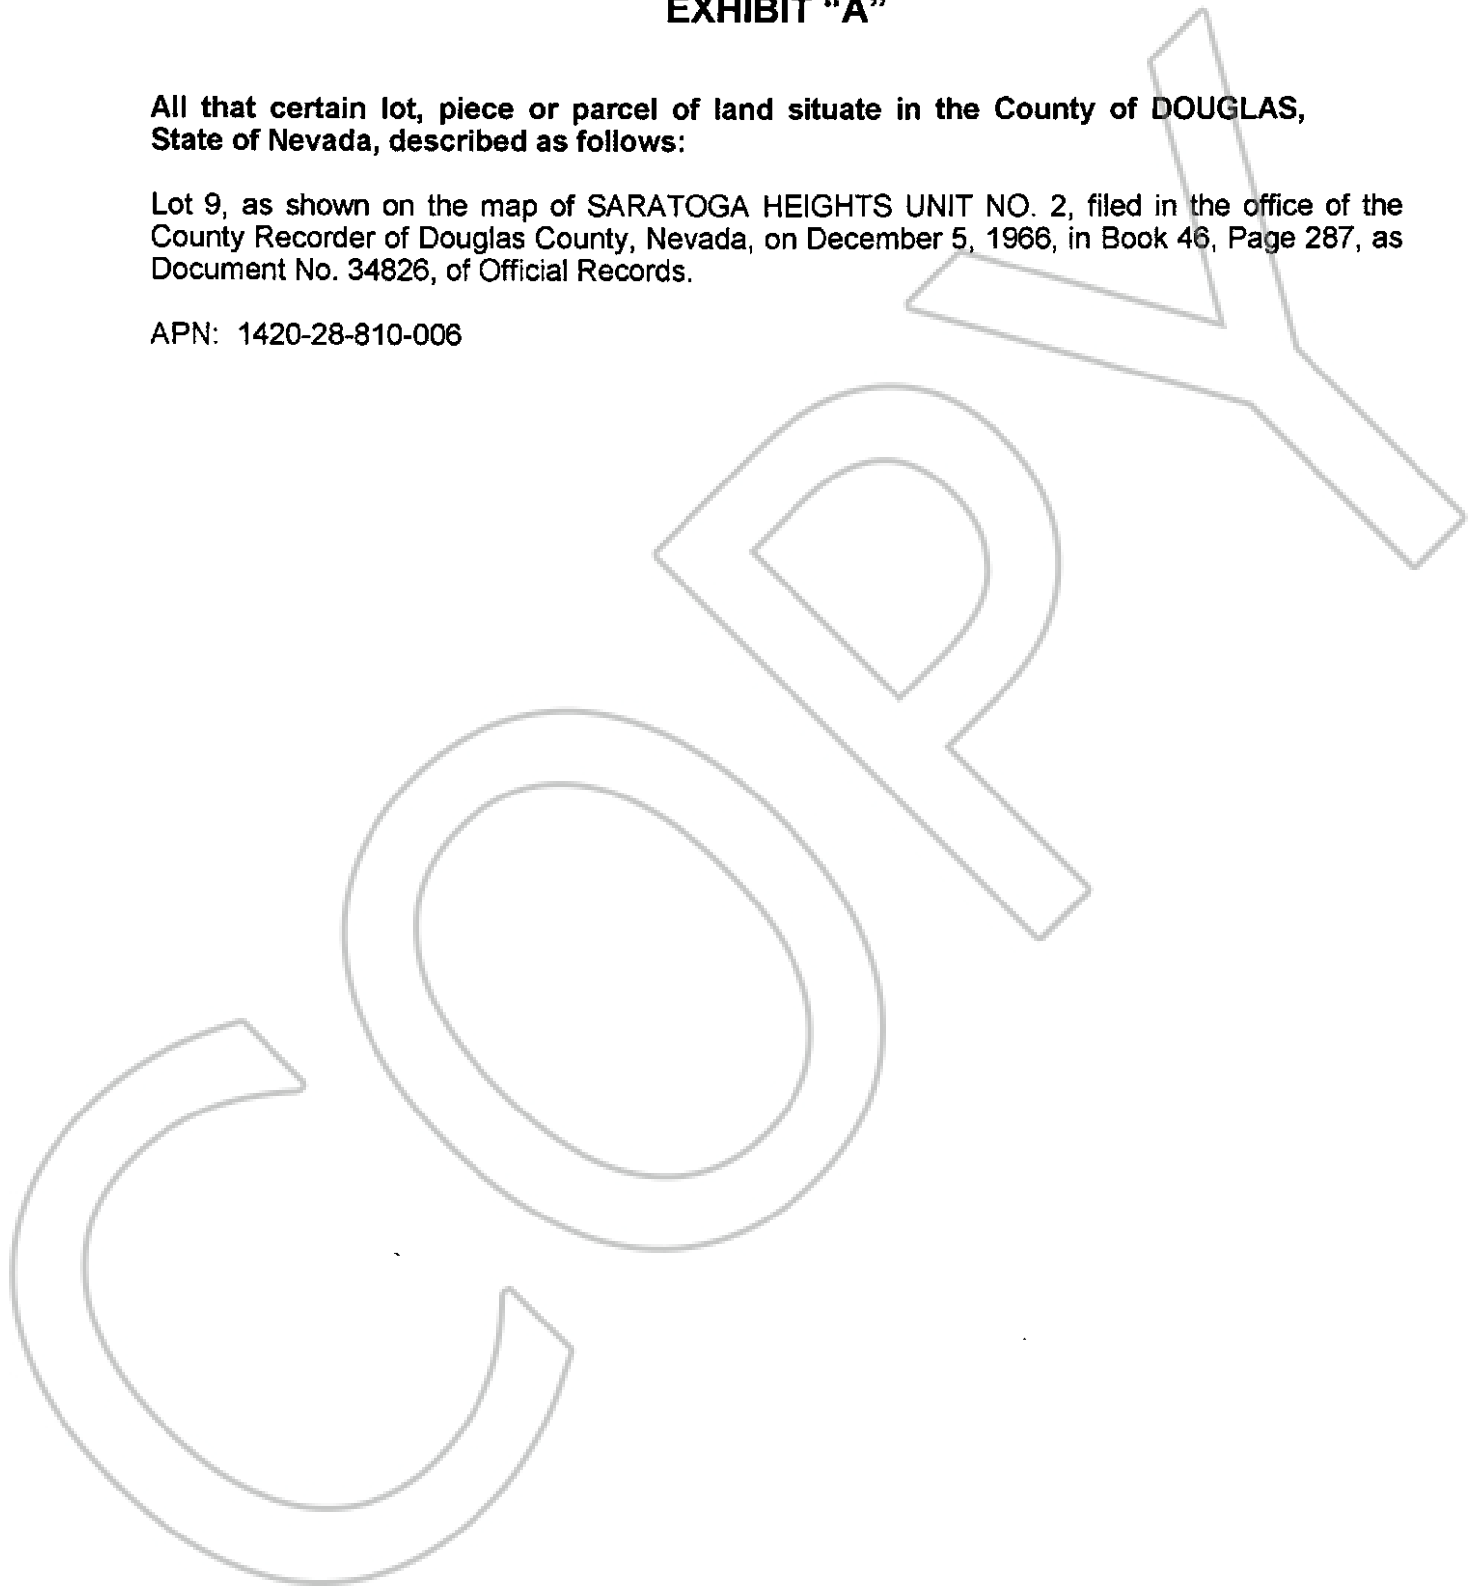 EXHIBIT “A”
All that certain lot, piece or parcel of land situate in the County of DOUGLAS,
State of Nevada, described as follows:
Lot 9, as shown on the map of SARATOGA HEIGHTS UNIT NO. 2, filed in the office of the
County Recorder of Douglas County, Nevada, on December 5, 1966, in Book 46, Page 287, as
Document No. 34826, of Official Records.
APN: 1420-28-810-006
COPY